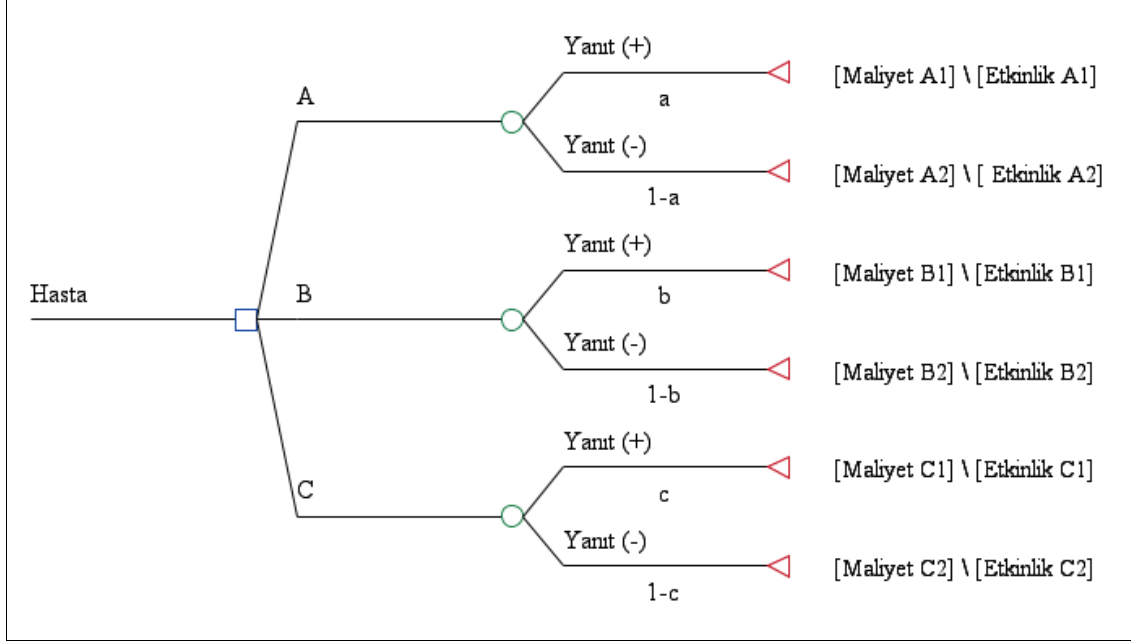 Yanıt (+)
[Maliyet A1] \ [Etkinlik A1]
A
a
Yanıt (-)
[Maliyet A2] \ [ Etkinlik A2]
1-a
Yanıt (+)
[Maliyet B1] \ [Etkinlik B1]
Hasta
B
b
Yanıt (-)
[Maliyet B2] \ [Etkinlik B2]
1-b
Yanıt (+)
[Maliyet C1] \ [Etkinlik C1]
C
c
Yanıt (-)
[Maliyet C2] \ [Etkinlik C2]
1-c